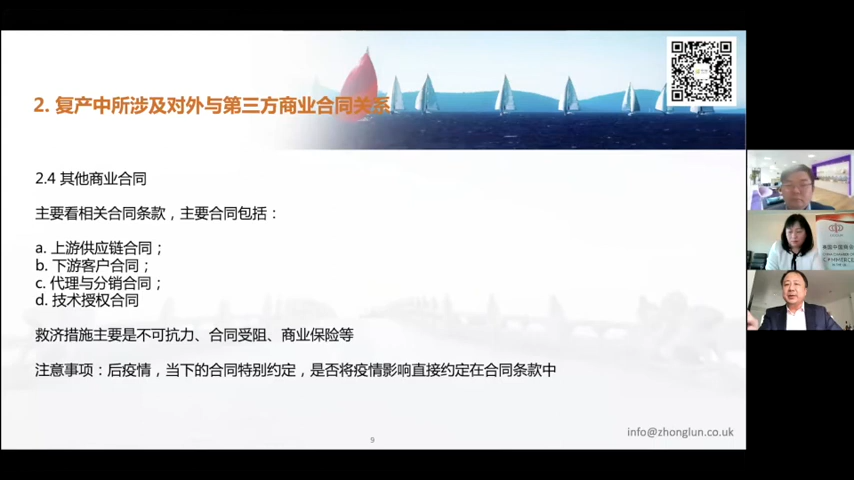 2. 复产中所涉及对外与第三方商业合同关系
2.4 其他商业合同
主要看相关合同条款，主要合同包括：
a. 上游供应链合同；
b. 下游客户合同；
c. 代理与分销合同；
d. 技术授权合同
救济措施主要是不可抗力、合同受阻、商业保险等
注意事项：后疫情，当下的合同特别约定，是否将疫情影响直接约定在合同条款中
info@zhonglun.co.uk
9